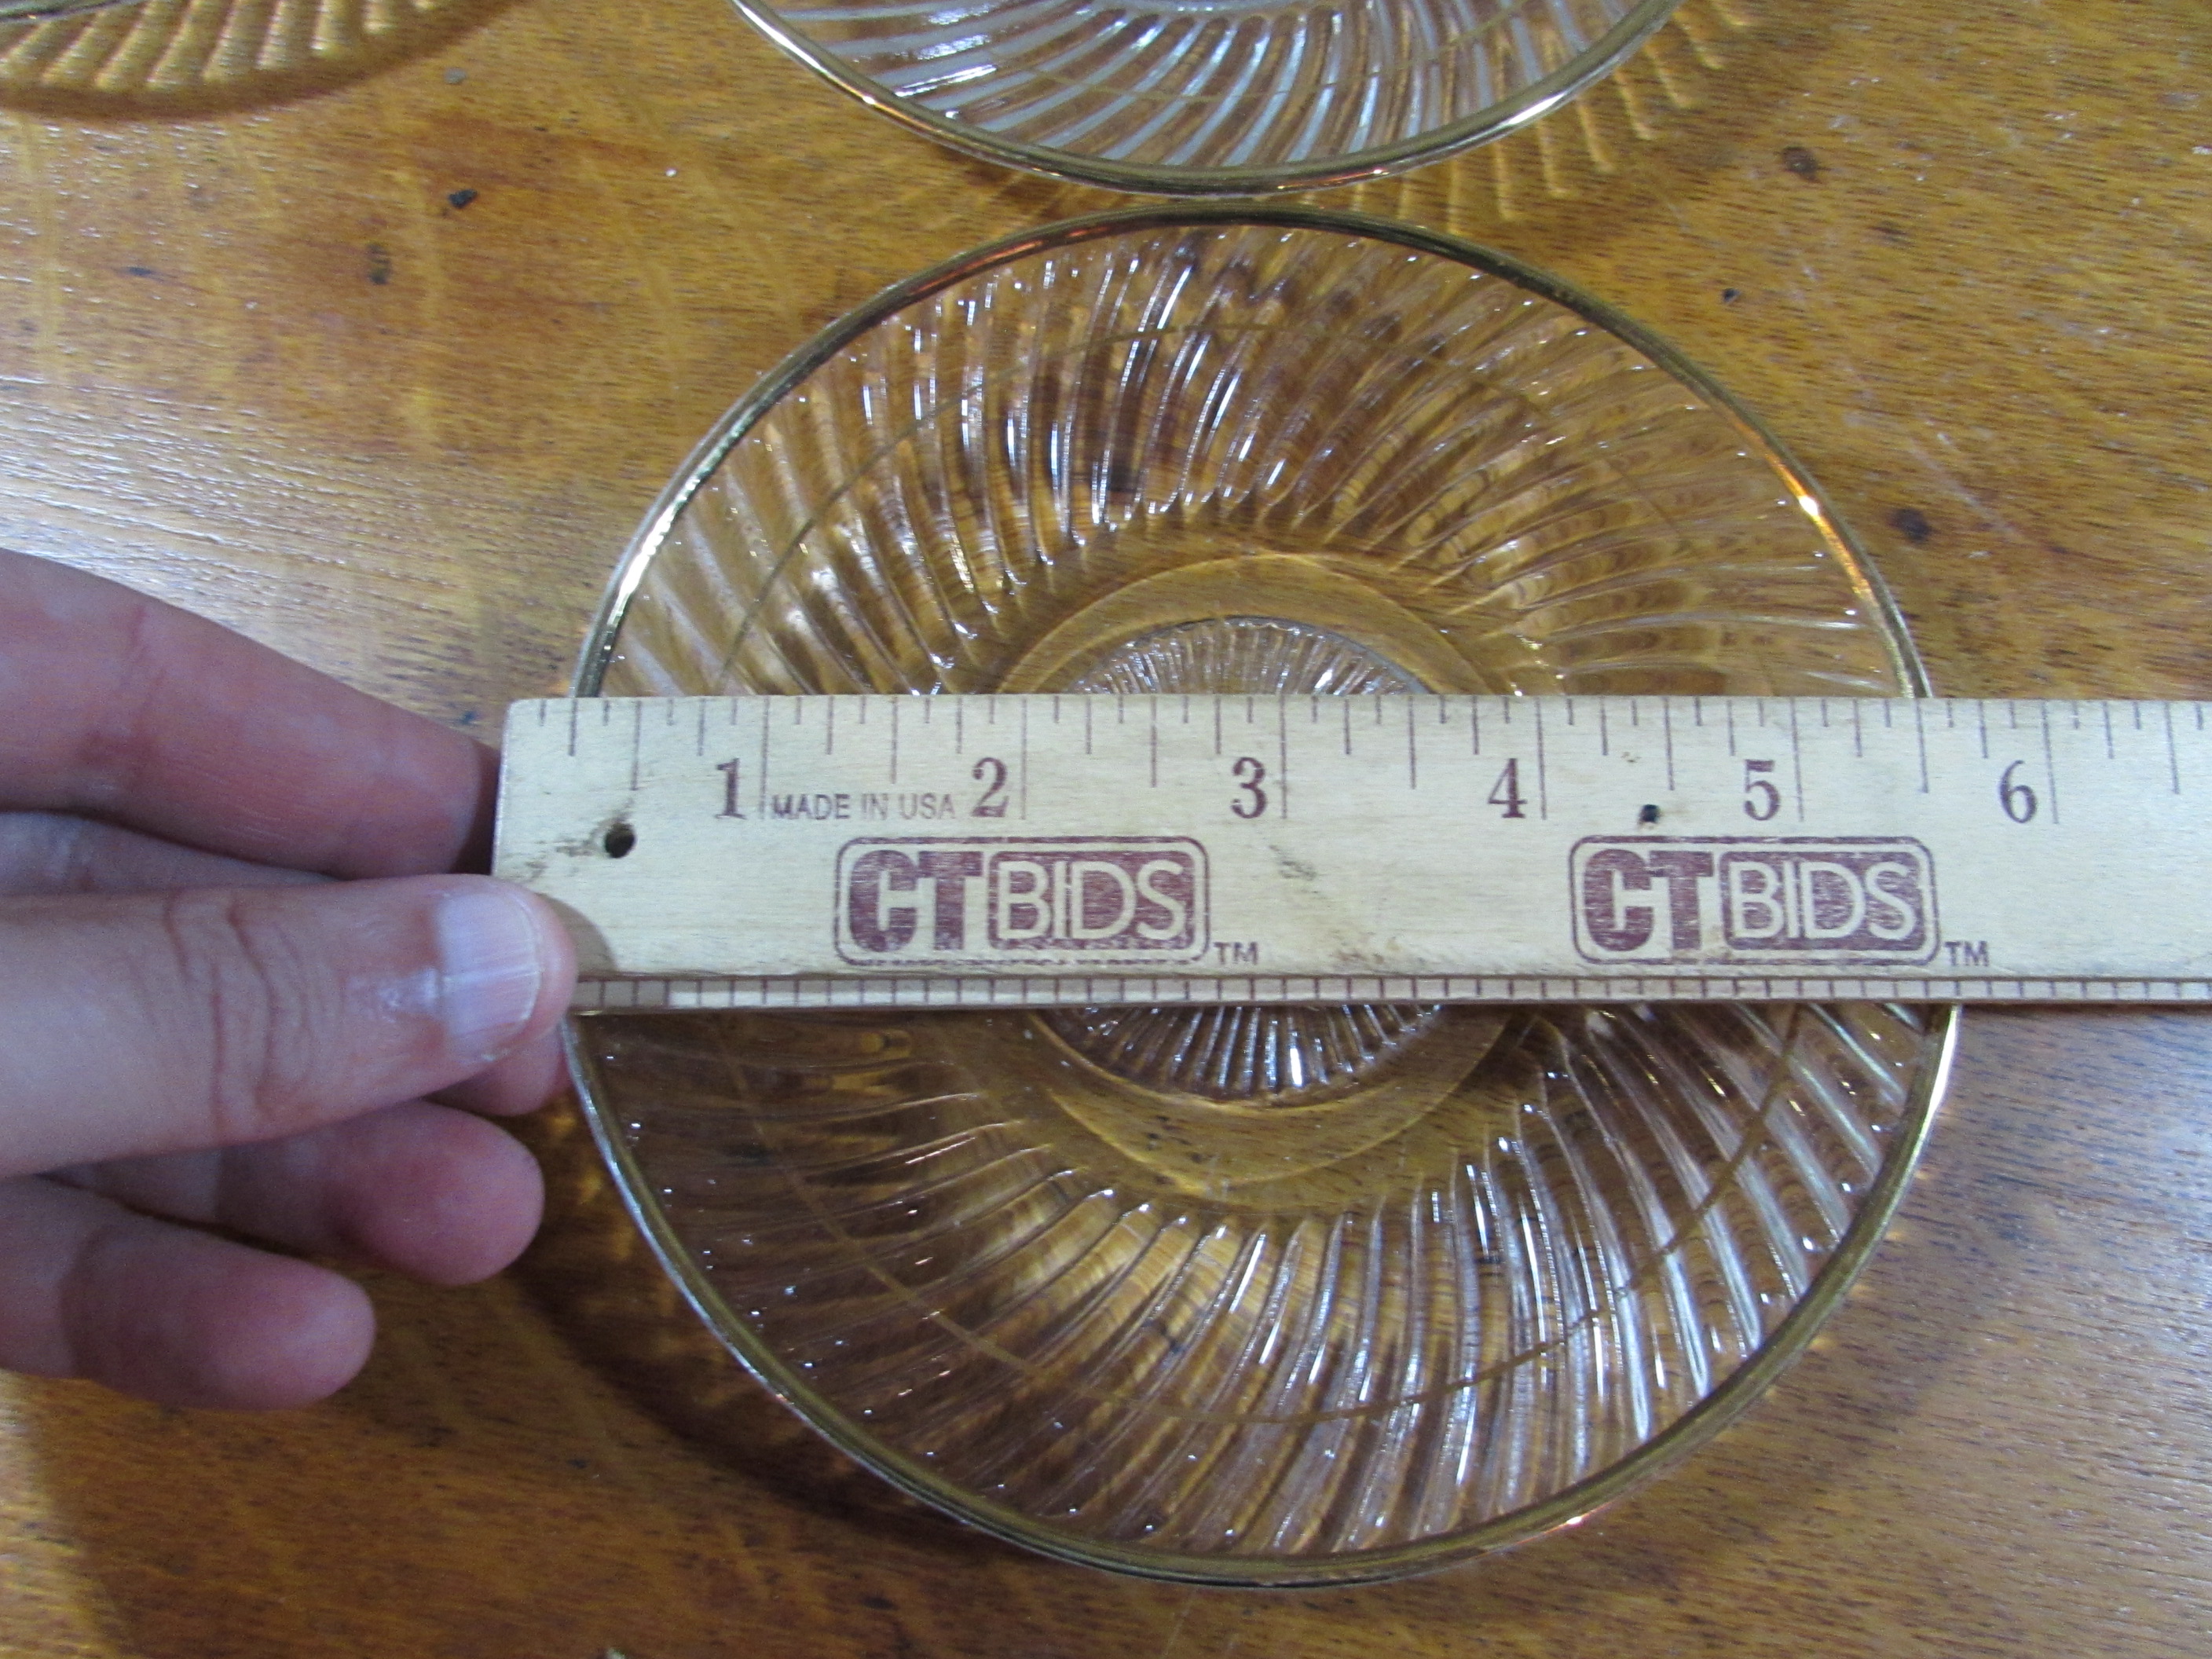 1 2 3 4 5 6
MADE IN USA
CTBIDS™ CTBIDS™